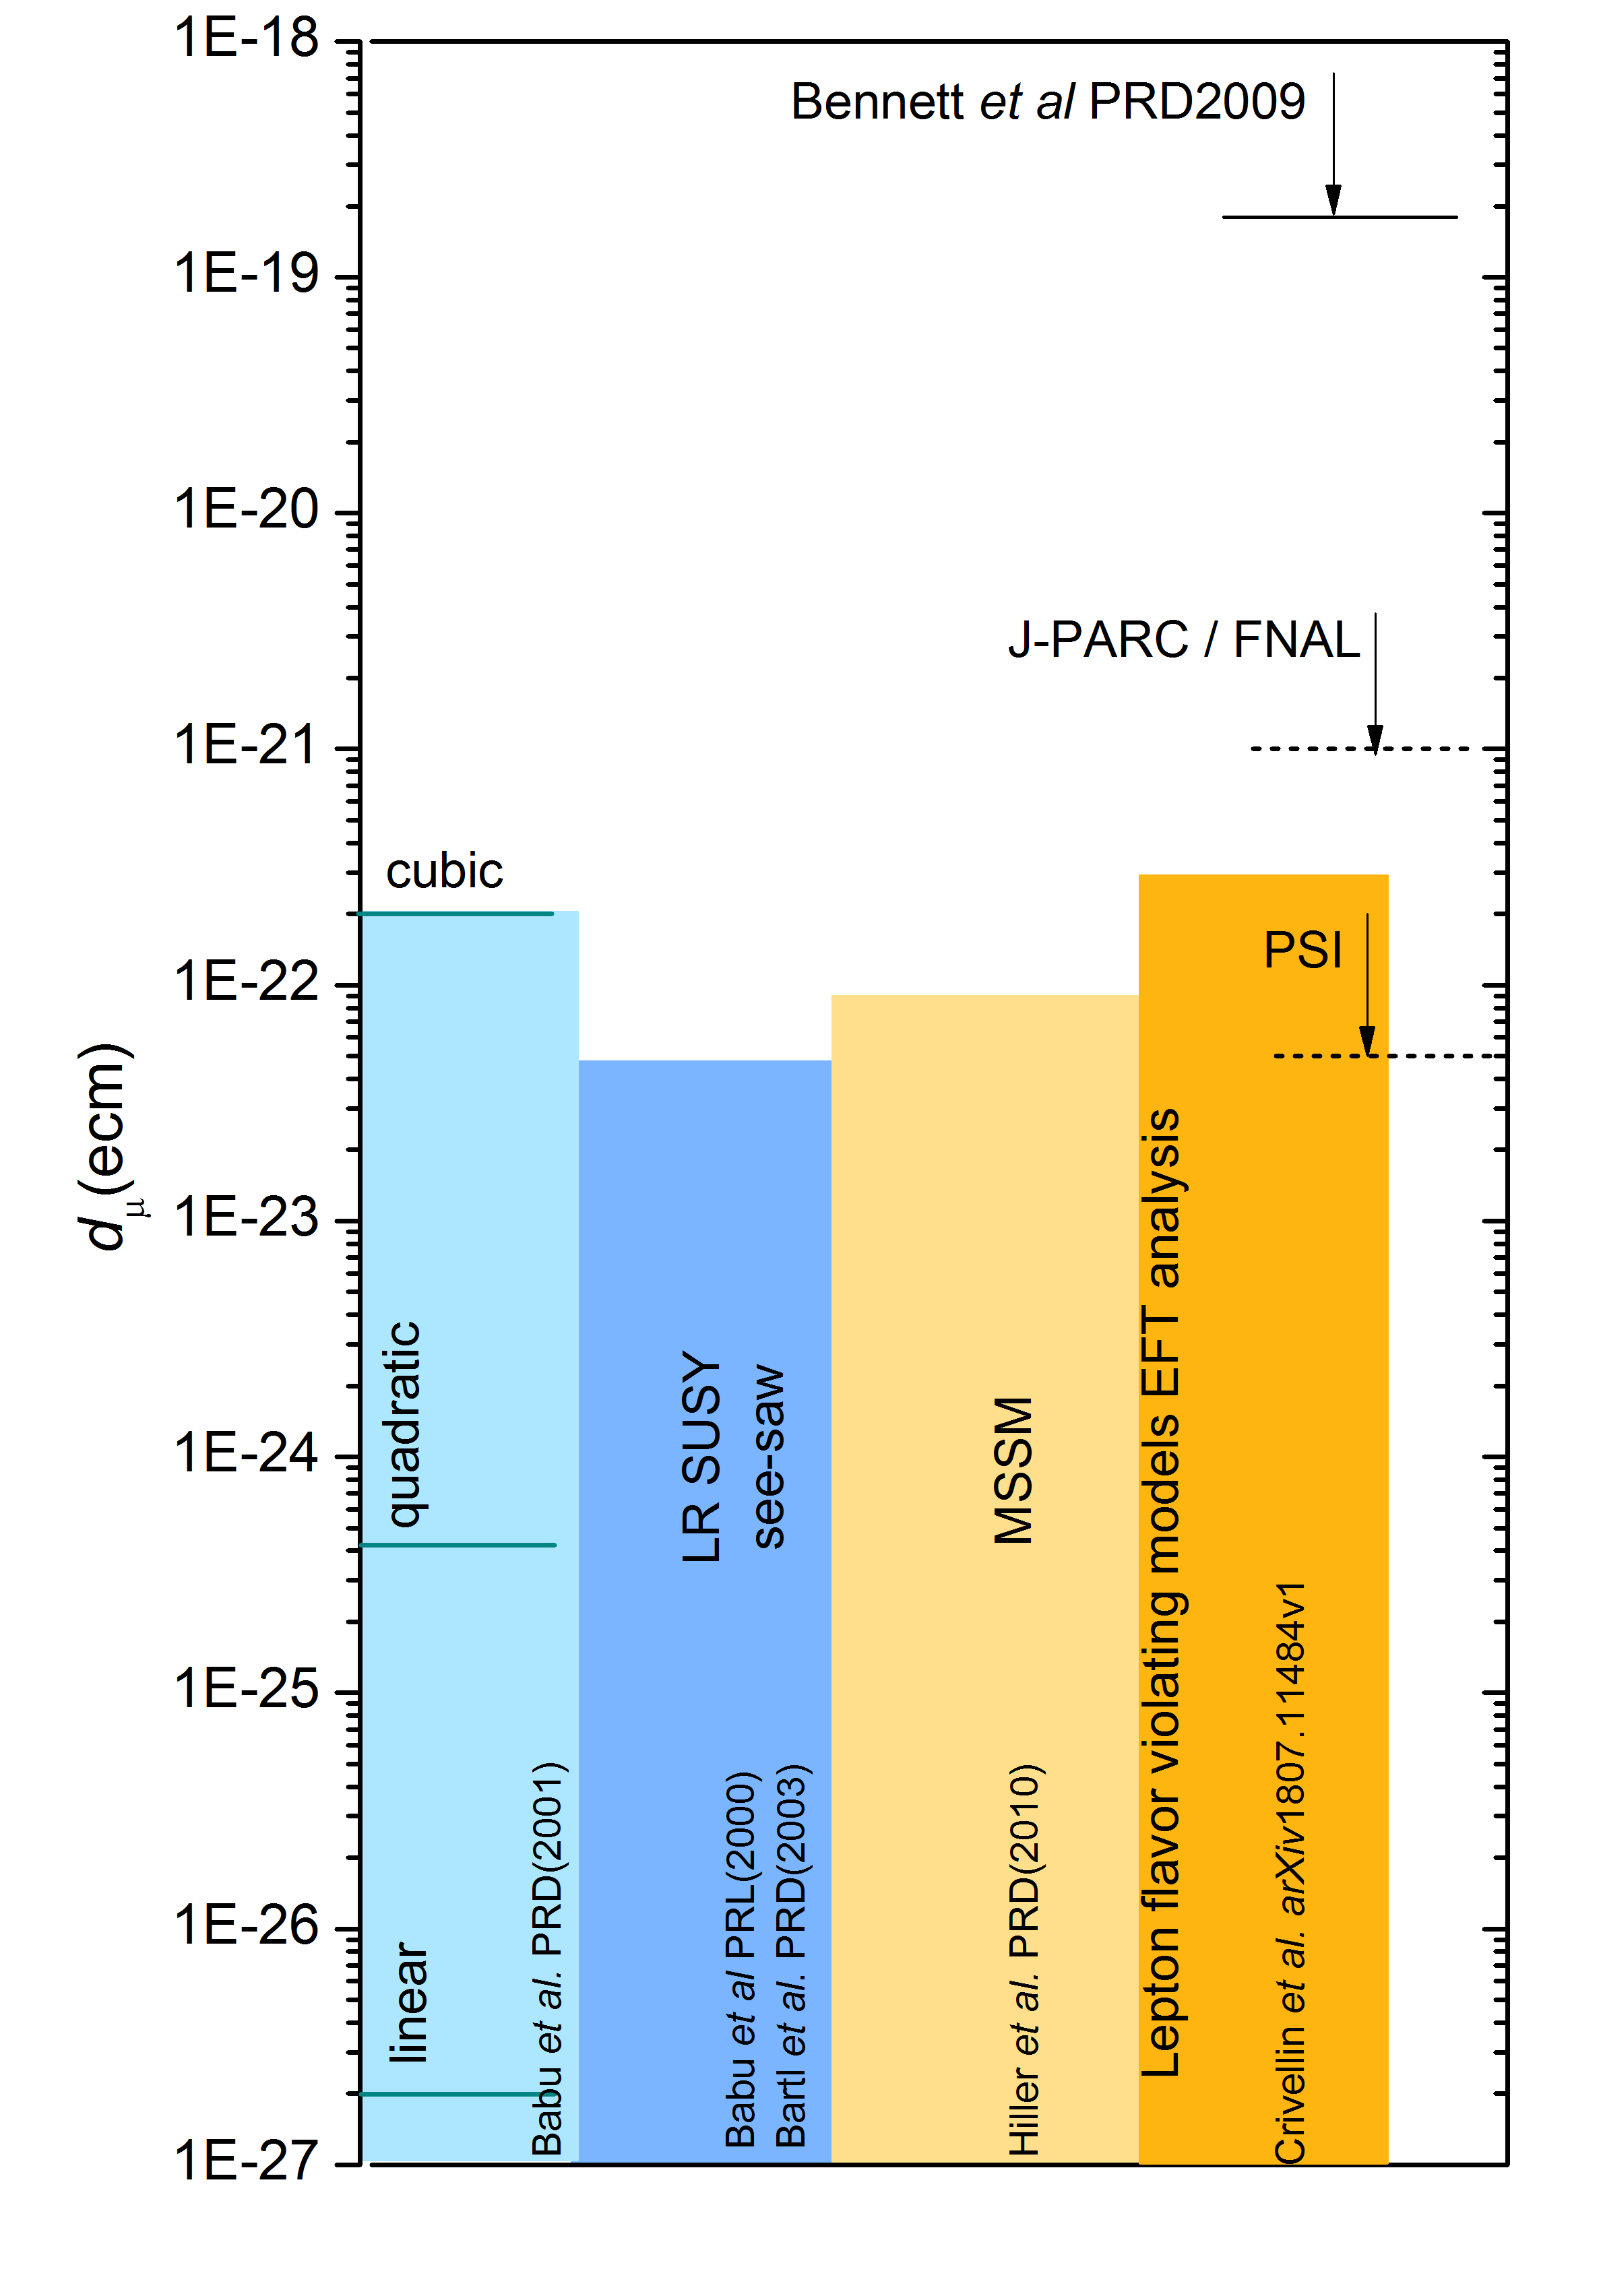 1E-18
Bennett et al PRD2009
1E-19
1E-20
J-PARC / FNAL
1E-21
cubic
PSI
1E-22
dμ(ecm)
1E-23
quadratic
LR SUSY
see-saw
MSSM
Lepton flavor violating models EFT analysis
1E-24
1E-25
linear
Babu et al. PRD(2001)
Babu et al PRL(2000)
Bartl et al. PRD(2003)
Hiller et al. PRD(2010)
Crivellin et al. arXiv1807.11484v1
1E-26
1E-27